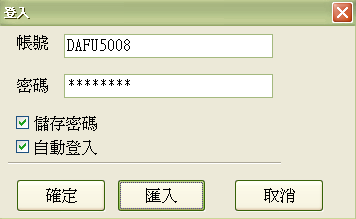 登入
帳號 DAFU5008
密碼 ********
儲存密碼
自動登入
確定 匯入 取消